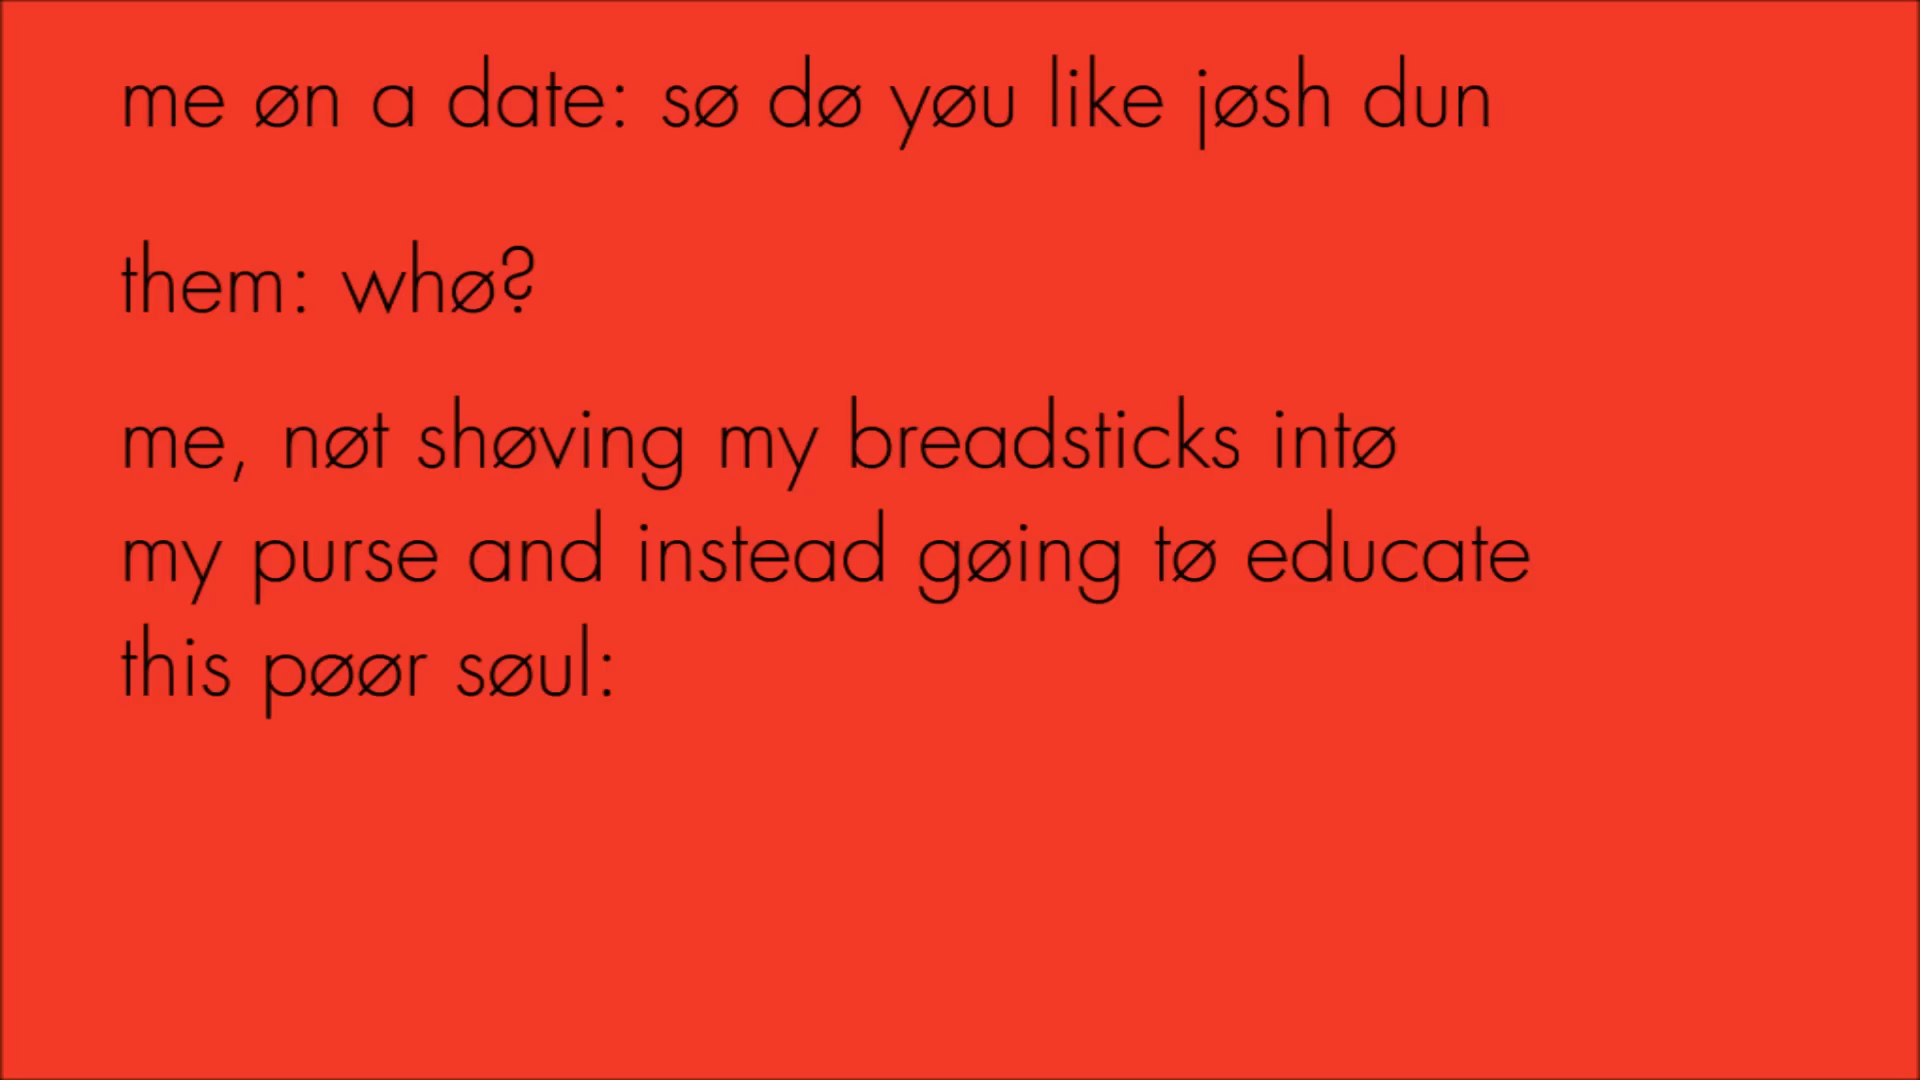 me øn a date: sø dø yøu like jøsh dun
them: whø?
me, nøt shøving my breadsticks intø
my purse and instead gøing tø educate
this pøør søul: